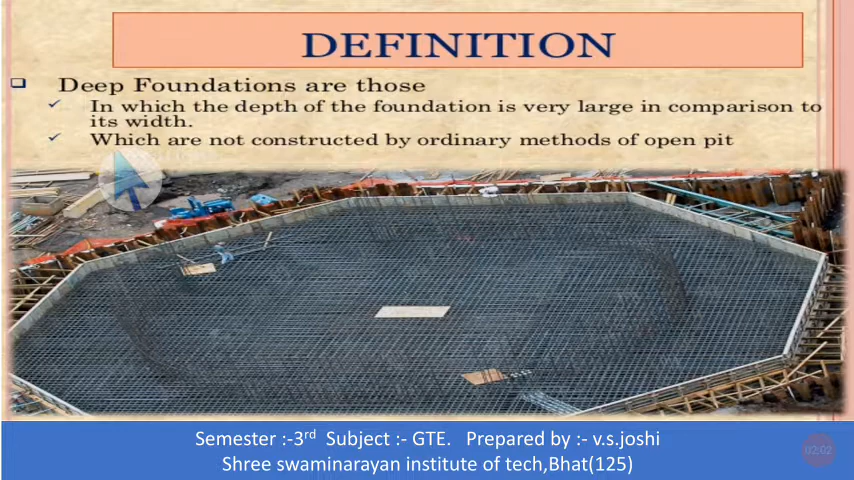 DEFINITION
Deep Foundations are those
In which the depth of the foundation is very large in comparison to
its width.
Which are not constructed by ordinary methods of open pit
Semester :-3rd Subject :- GTE. Prepared by :- v.s.joshi
Shree swaminarayan institute of tech,Bhat(125)
02:02